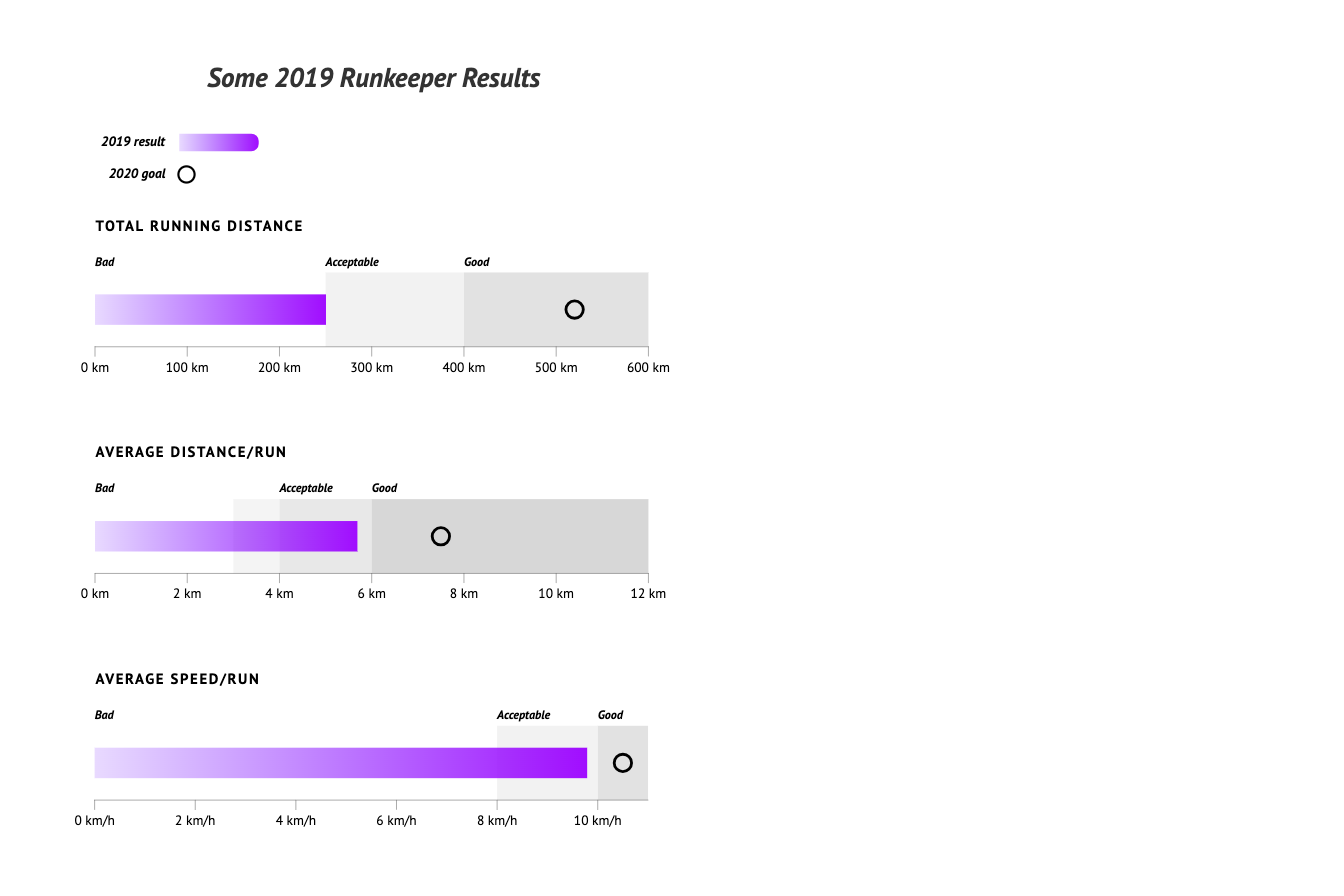 Some 2019 Runkeeper Results
2019 result
2020 goal
TOTAL RUNNING DISTANCE
Bad Acceptable Good
0 km 100 km 200 km 300 km 400 km 500 km 600 km
AVERAGE DISTANCE/RUN
Bad Acceptable Good
0 km 2 km 4 km 6 km 8 km 10 km 12 km
AVERAGE SPEED/RUN
Bad Acceptable Good
0 km/h 2 km/h 4 km/h 6 km/h 8 km/h 10 km/h